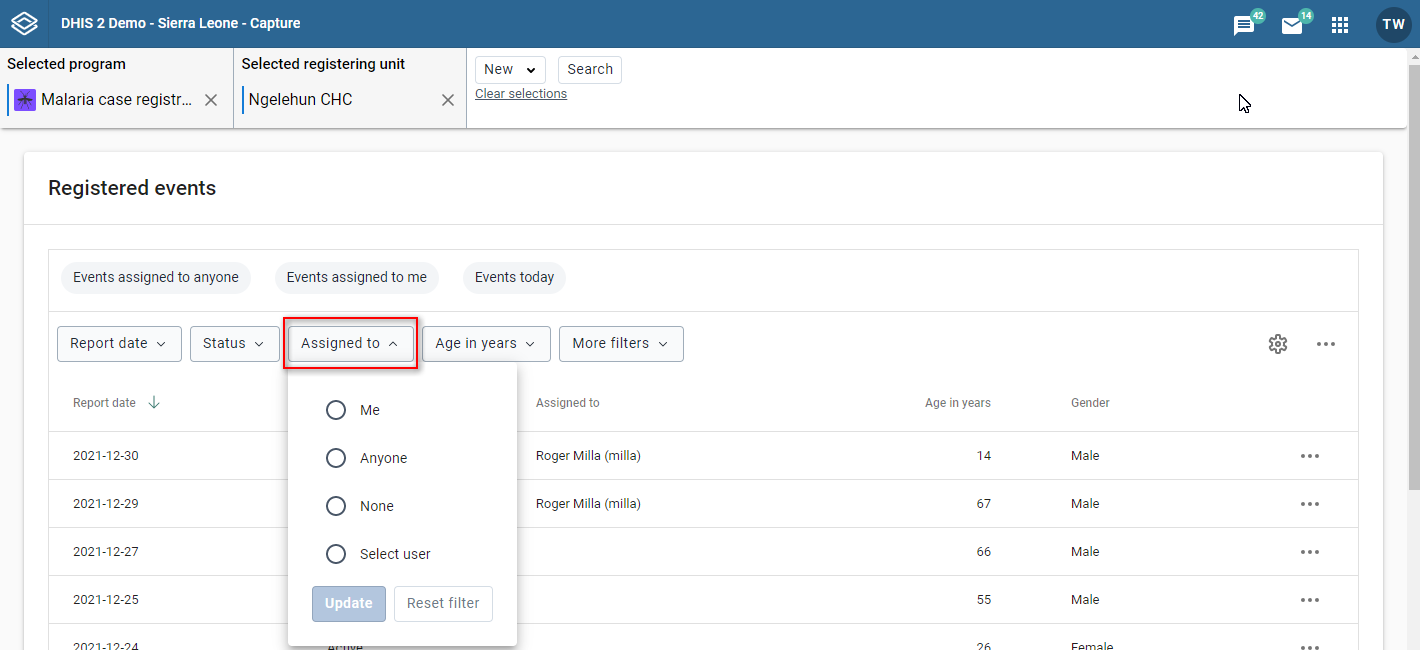 DHIS 2 Demo - Sierra Leone - Capture
42
14
TW
Selected program
Malaria case registr...
Selected registering unit
Ngelehun CHC
New
Search
Clear selections
Registered events
Events assigned to anyone
Events assigned to me
Events today
Report date
Status
Assigned to
Age in years
More filters
Me
Anyone
None
Select user
Update
Reset filter
Report date Assigned to Age in years Gender
2021-12-30 Roger Milla (milla) 14 Male
2021-12-29 Roger Milla (milla) 67 Male
2021-12-27 66 Male
2021-12-25 55 Male
2021-12-24 Active 26 Female